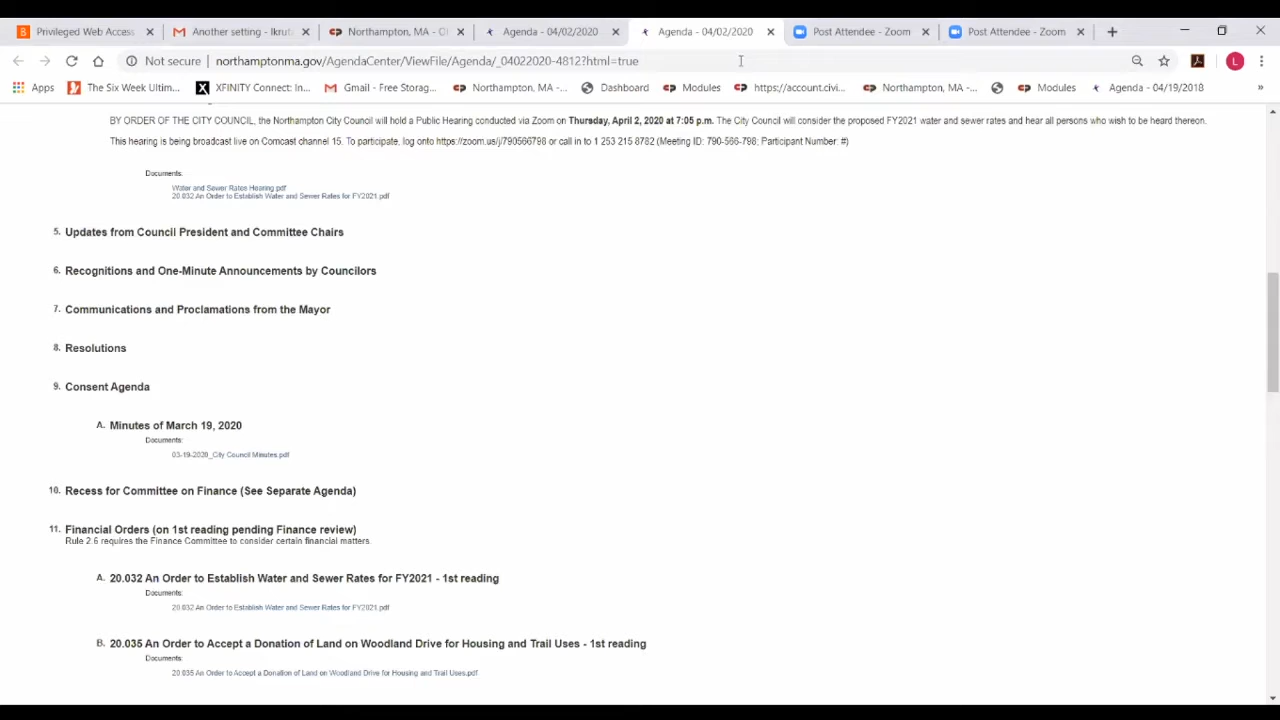 Privileged Web Access
Another setting - lkrut
Northampton, MA - Of
Agenda - 04/02/2020
Agenda - 04/02/2020
Post Attendee - Zoom
Post Attendee - Zoom
Not secure
northamptonma.gov/AgendaCenter/ViewFile/Agenda/_04022020-4812?html=true
L
Apps
The Six Week Ultim...
XFINITY Connect: In...
Gmail - Free Storag...
Northampton, MA -...
Dashboard
Modules
https://account.civi...
Northampton, MA -...
Modules
Agenda - 04/19/2018
»
BY ORDER OF THE CITY COUNCIL, the Northampton City Council will hold a Public Hearing conducted via Zoom on Thursday, April 2, 2020 at 7:05 p.m. The City Council will consider the proposed FY2021 water and sewer rates and hear all persons who wish to be heard thereon.
This hearing is being broadcast live on Comcast channel 15. To participate, log onto https://zoom.us/j/790566798 or call in to 1 253 215 8782 (Meeting ID: 790-566-798; Participant Number: #)
Documents:
Water and Sewer Rates Hearing.pdf
20.032 An Order to Establish Water and Sewer Rates for FY2021.pdf
5. Updates from Council President and Committee Chairs
6. Recognitions and One-Minute Announcements by Councilors
7. Communications and Proclamations from the Mayor
8. Resolutions
9. Consent Agenda
A. Minutes of March 19, 2020
Documents:
03-19-2020_City Council Minutes.pdf
10. Recess for Committee on Finance (See Separate Agenda)
11. Financial Orders (on 1st reading pending Finance review)
Rule 2.6 requires the Finance Committee to consider certain financial matters.
A. 20.032 An Order to Establish Water and Sewer Rates for FY2021 - 1st reading
Documents:
20.032 An Order to Establish Water and Sewer Rates for FY2021.pdf
B. 20.035 An Order to Accept a Donation of Land on Woodland Drive for Housing and Trail Uses - 1st reading
Documents:
20.035 An Order to Accept a Donation of Land on Woodland Drive for Housing and Trail Uses.pdf